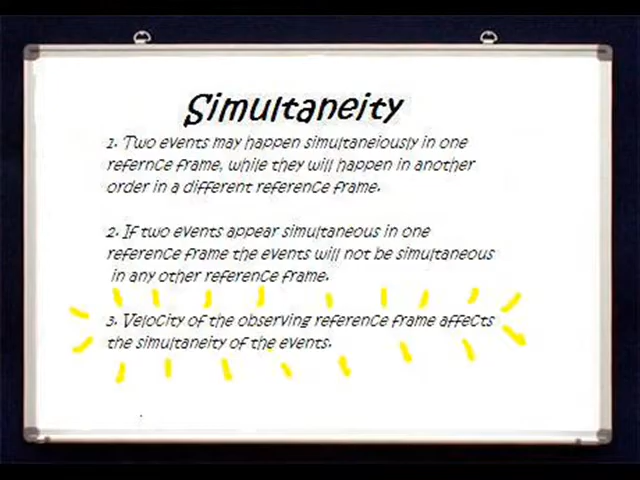 Simultaneity
1. Two events may happen simultaneiously in one
refernce frame, while they will happen in another
order in a different reference frame.
2. If two events appear simultaneous in one
reference frame the events will not be simultaneous
in any other reference frame.
3. Velocity of the observing reference frame affects
the simultaneity of the events.